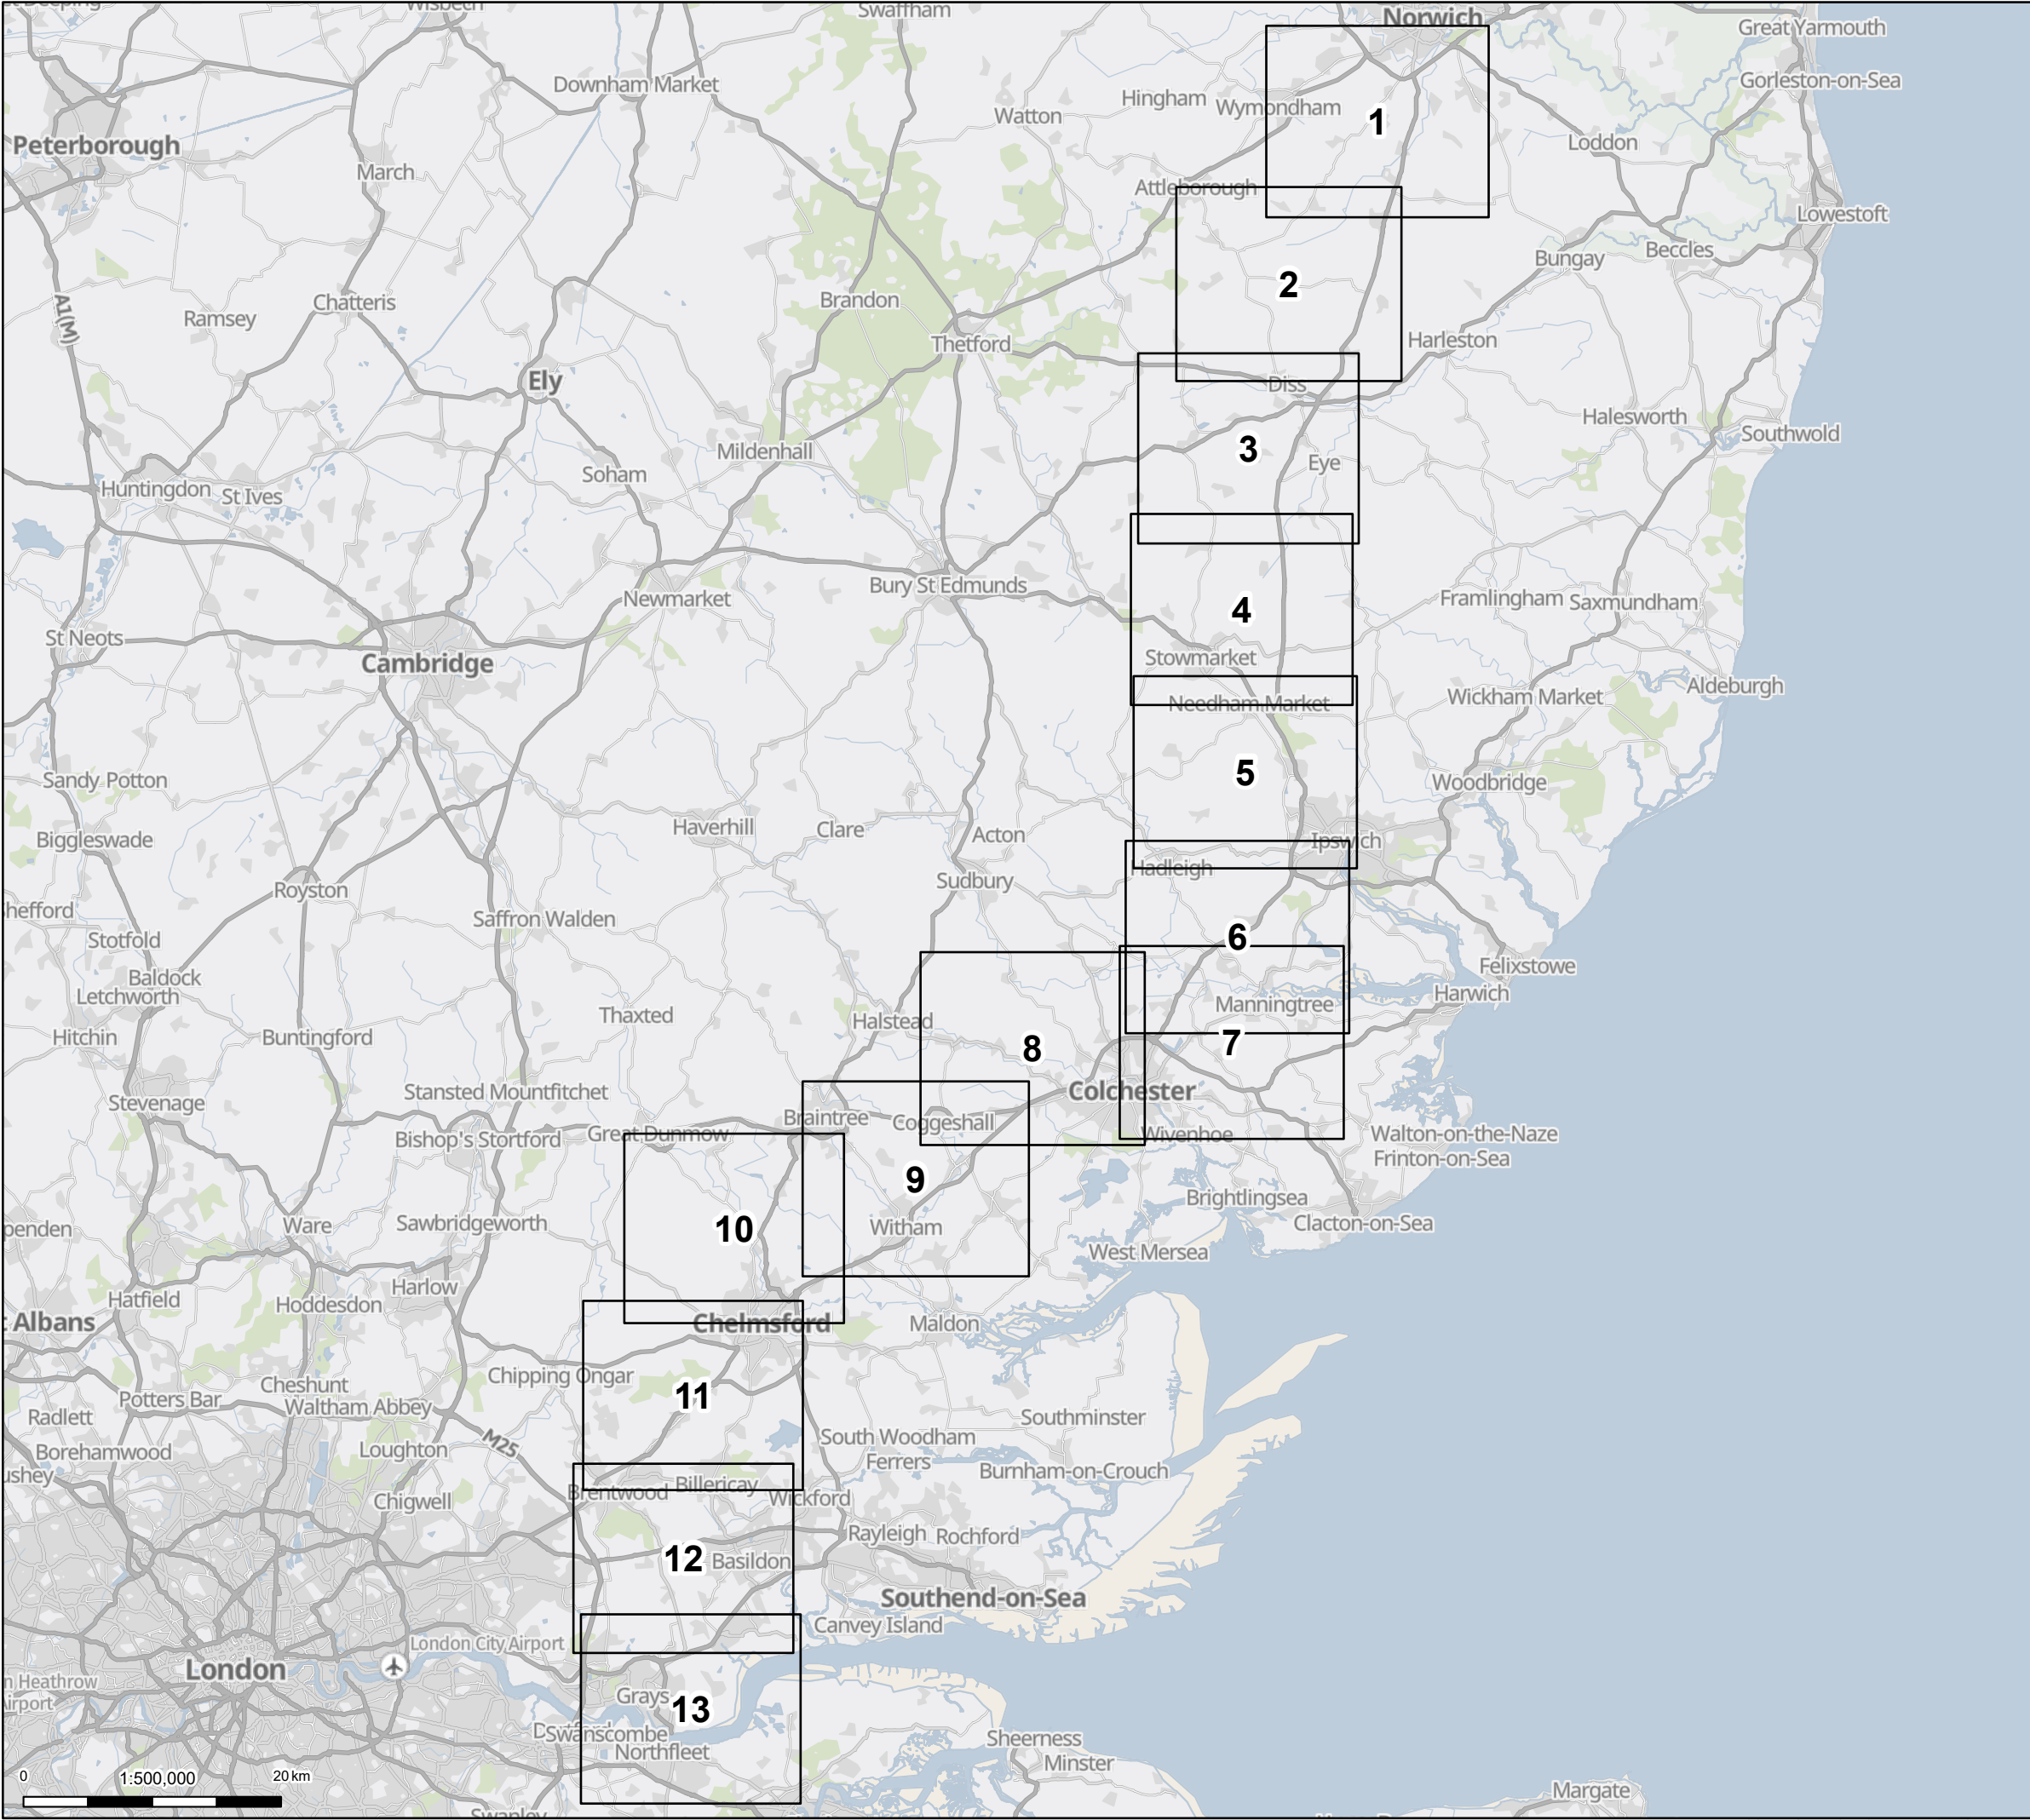 Wisbech
Swaffham
Norwich
Great Yarmouth
Downham Market
Gorleston-on-Sea
Hingham
Wymondham
Watton
1
Peterborough
Loddon
March
Attleborough
Lowestoft
Beccles
Bungay
2
A1(M)
Chatteris
Brandon
Ramsey
Thetford
Harleston
Ely
Diss
Halesworth
Southwold
3
Mildenhall
Eye
Soham
Huntingdon
St Ives
Bury St Edmunds
Newmarket
Framlingham
Saxmundham
4
St Neots
Stowmarket
Cambridge
Aldeburgh
Wickham Market
Needham Market
5
Sandy Potton
Woodbridge
Haverhill
Clare
Acton
Biggleswade
Ipswich
Hadleigh
Sudbury
Royston
Saffron Walden
Stotfold
6
Felixstowe
Baldock
Letchworth
Harwich
Manningtree
Thaxted
Halstead
Hitchin
Buntingford
7
8
Stansted Mountfitchet
Colchester
Stevenage
Braintree
Coggeshall
Great Dunmow
Bishop's Stortford
Wivenhoe
Walton-on-the-Naze
Frinton-on-Sea
9
Brightlingsea
Ware
Sawbridgeworth
10
Witham
Clacton-on-Sea
West Mersea
Harlow
Hatfield
Hoddesdon
Albans
Chelmsford
Maldon
Chipping Ongar
Cheshunt
Potters Bar
Waltham Abbey
11
Radlett
Southminster
South Woodham
Ferrers
M25
Loughton
Borehamwood
Burnham-on-Crouch
Brentwood
Billericay
Wickford
Chigwell
Rayleigh
Rochford
12
Basildon
Southend-on-Sea
Canvey Island
London City Airport
London
Grays
13
Swanscombe
Northfleet
Sheerness
Minster
Margate
0
1:500,000
20 km